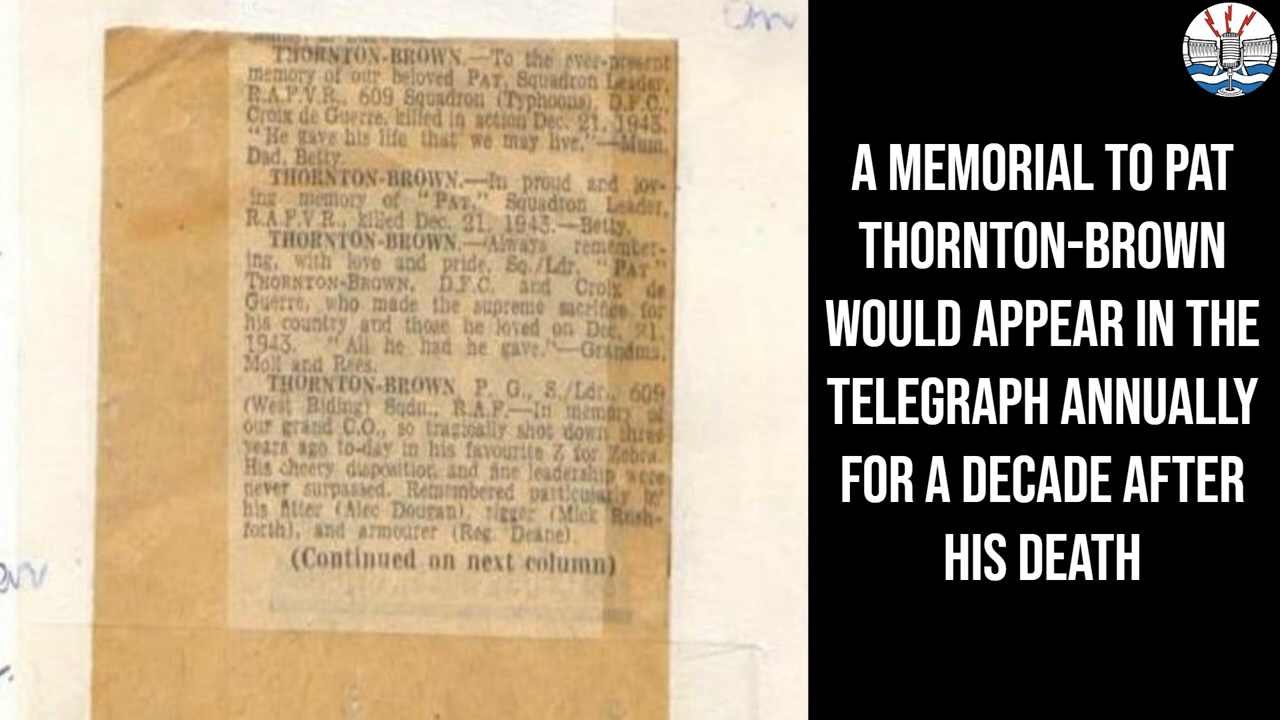 THORNTON-BROWN.—To the ever-present
memory of our beloved PAT, Squadron Leader,
R.A.F.V.R., 609 Squadron (Typhoons), D.F.C.,
Croix de Guerre, killed in action Dec. 21, 1943.
"He gave his life that we may live."—Mum,
Dad, Betty.
THORNTON-BROWN.—In proud and lov-
ing memory of "PAT," Squadron Leader,
R.A.F.V.R., killed Dec. 21, 1943.—Betty.
THORNTON-BROWN.—Always remember-
ing, with love and pride, Sq./Ldr. "PAT"
THORNTON-BROWN, D.F.C. and Croix de
Guerre, who made the supreme sacrifice for
his country and those he loved on Dec. 21,
1943. "All he had he gave."—Grandma,
Moll and Rees.
THORNTON-BROWN P. G., S./Ldr., 609
(West Riding) Sqdn., R.A.F.—In memory of
our grand C.O., so tragically shot down three
years ago to-day in his favourite Z for Zebra.
His cheery disposition and fine leadership were
never surpassed. Remembered particularly by
his fitter (Alec Dougan), rigger (Mick Rush-
forth), and armourer (Reg. Deane).
(Continued on next column)
A MEMORIAL TO PAT
THORNTON-BROWN
WOULD APPEAR IN THE
TELEGRAPH ANNUALLY
FOR A DECADE AFTER
HIS DEATH